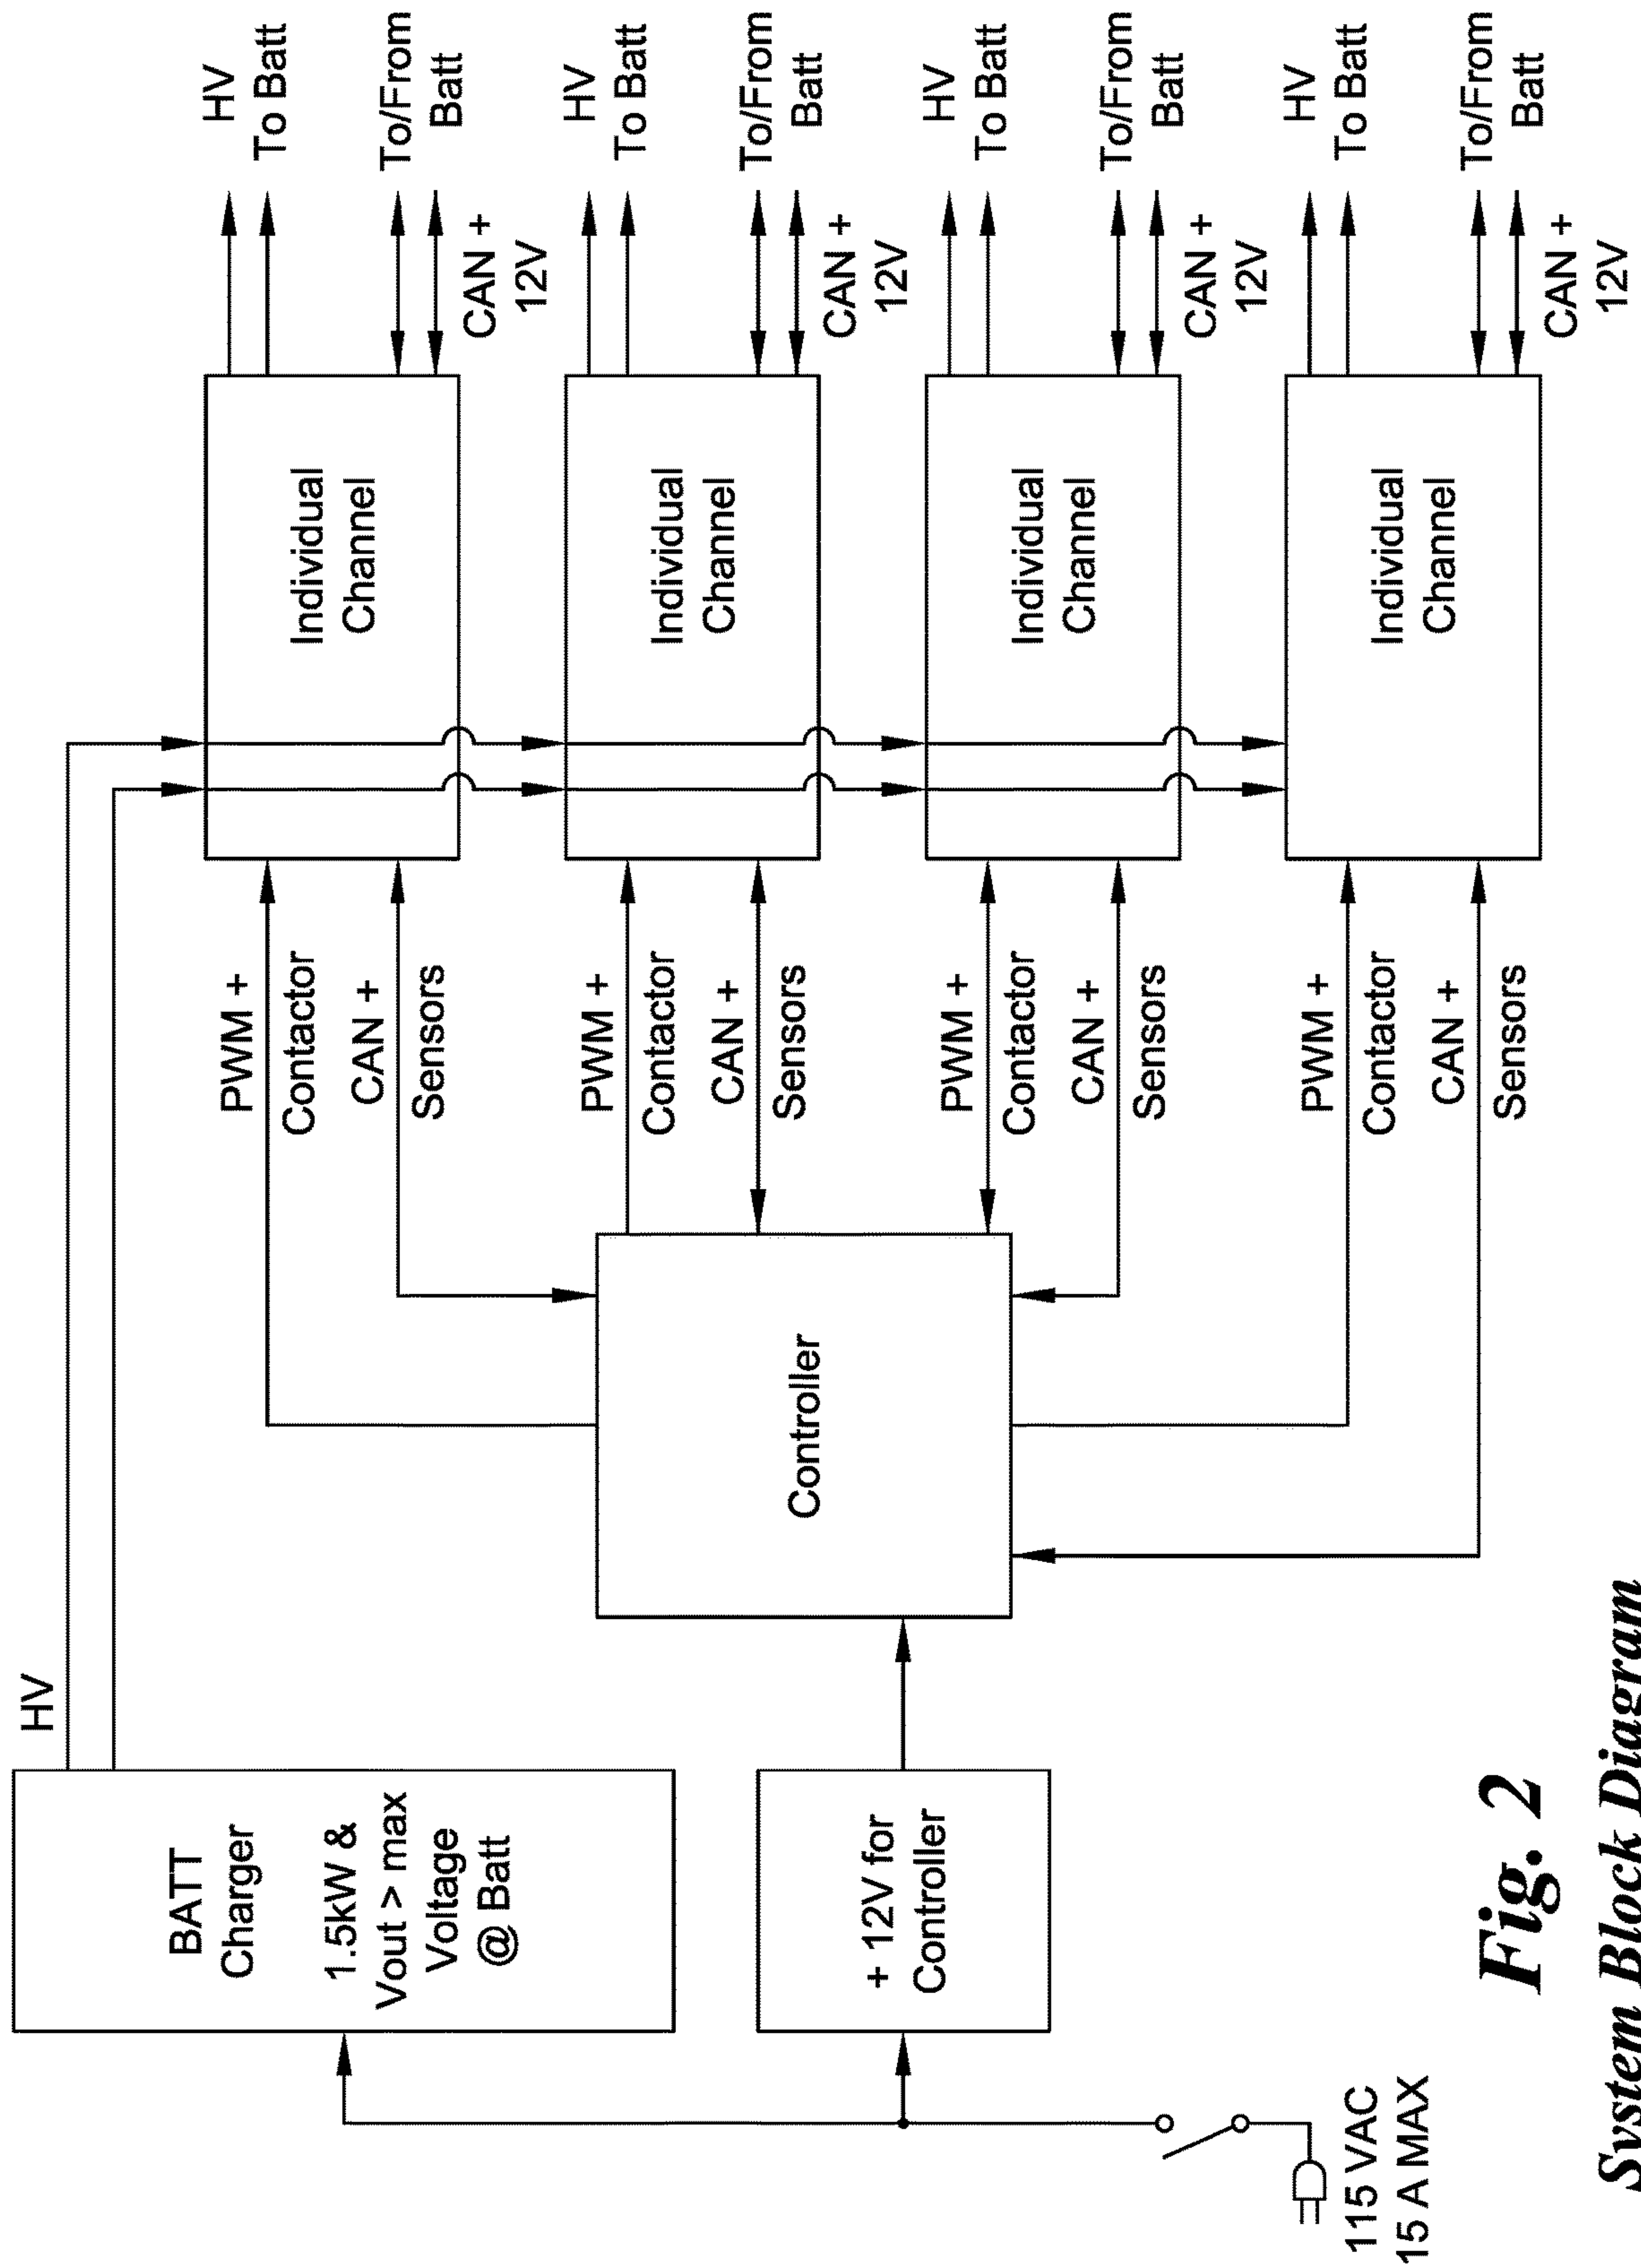 HV
BATT
Charger
1.5kW &
Vout > max
Voltage
@ Batt
+ 12V for
Controller
115 VAC
15 A MAX
Controller
PWM +
Contactor
CAN +
Sensors
PWM +
Contactor
CAN +
Sensors
PWM +
Contactor
CAN +
Sensors
PWM +
Contactor
CAN +
Sensors
Individual
Channel
Individual
Channel
Individual
Channel
Individual
Channel
HV
To Batt
To/From
Batt
CAN +
12V
HV
To Batt
To/From
Batt
CAN +
12V
HV
To Batt
To/From
Batt
CAN +
12V
HV
To Batt
To/From
Batt
CAN +
12V
Fig. 2
System Block Diagram